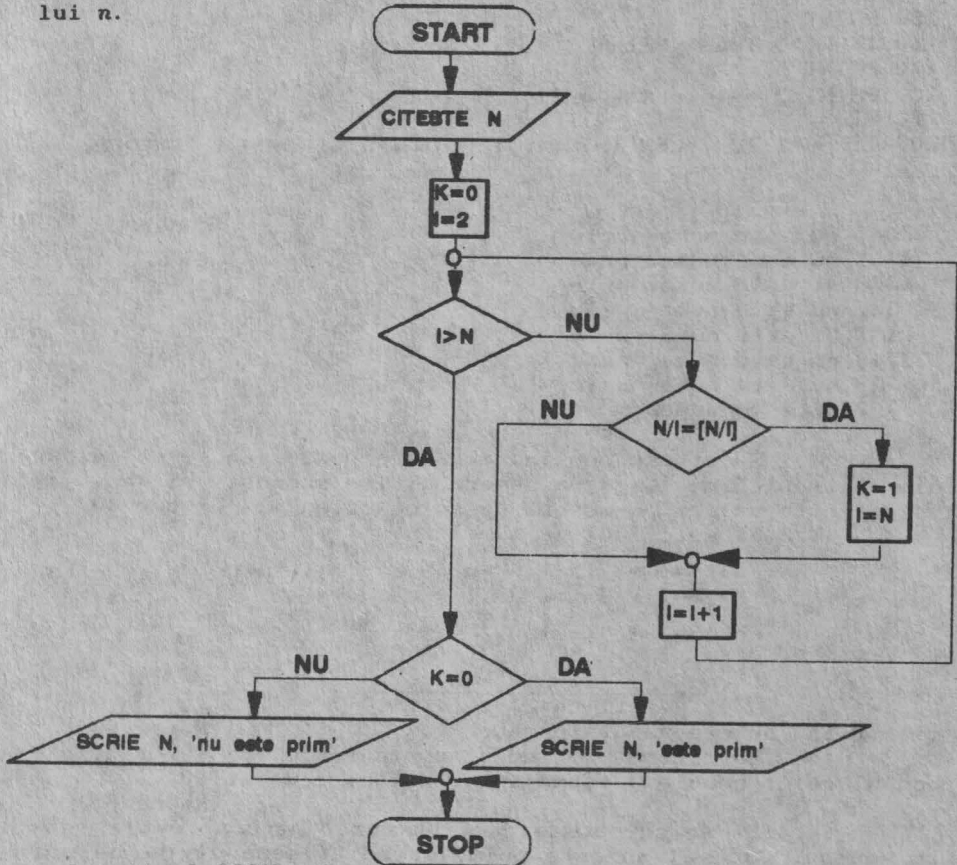 lui n.
START
CITESTE N
K=0
I=2
I>N
NU
N/I=[N/I]
NU
DA
DA
K=1
I=N
I=I+1
K=0
NU
DA
SCRIE N, 'nu este prim'
SCRIE N, 'este prim'
STOP